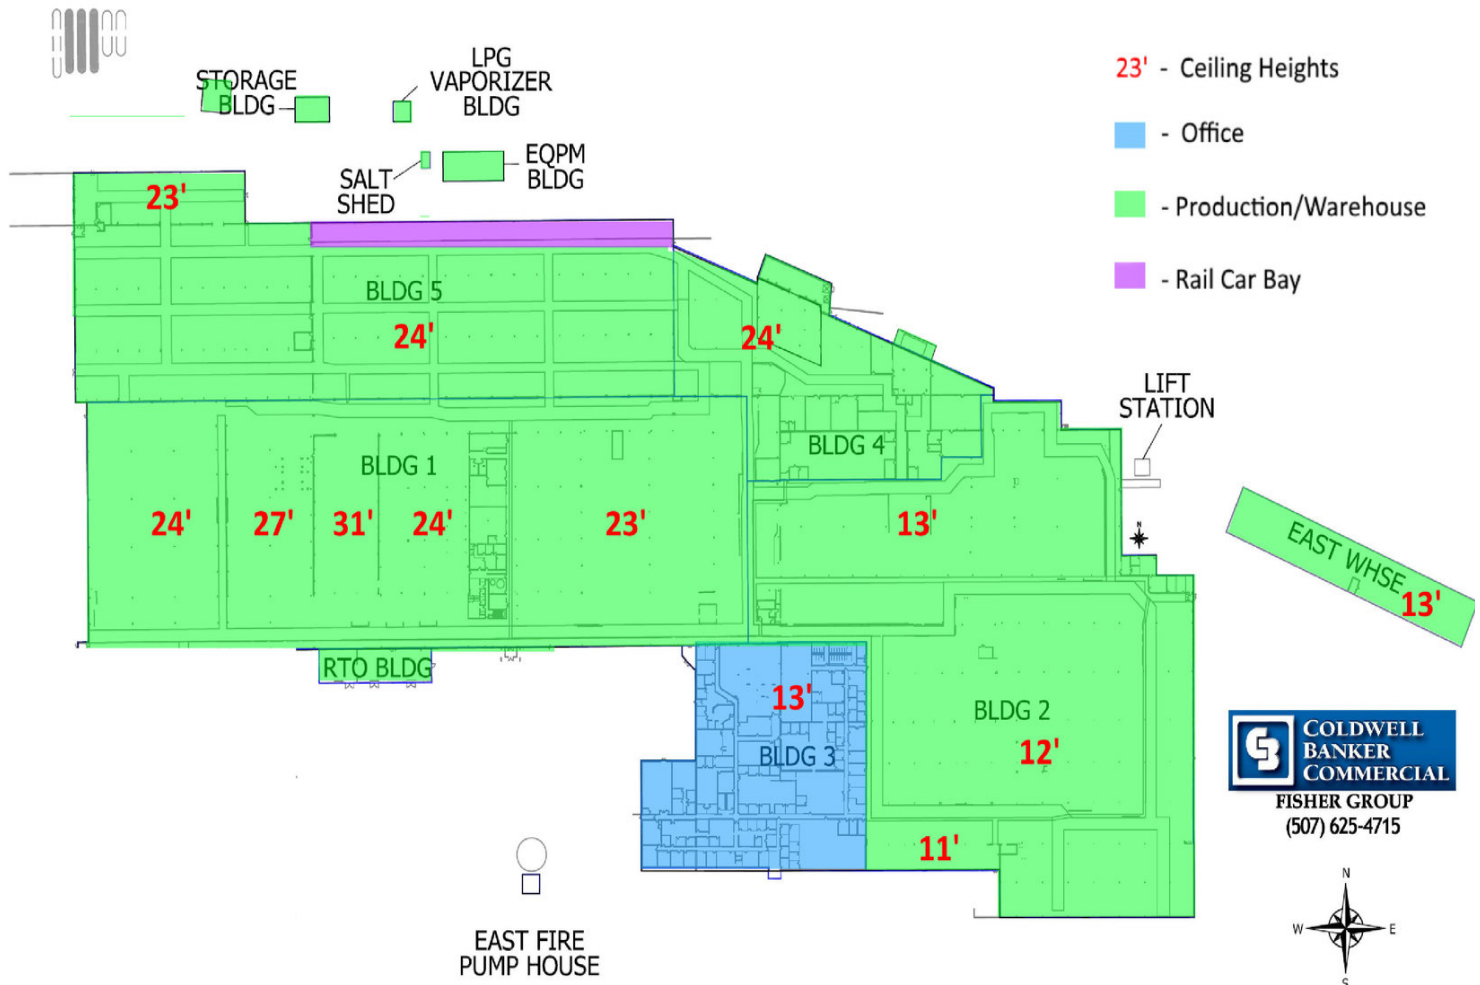 LPG
VAPORIZER
BLDG
STORAGE
BLDG
SALT
SHED
EQPM
BLDG
23' - Ceiling Heights
- Office
- Production/Warehouse
- Rail Car Bay
23'
BLDG 5
24'
24'
LIFT
STATION
BLDG 4
BLDG 1
24'
27'
31'
24'
23'
13'
N
EAST WHSE
13'
RTO BLDG
13'
BLDG 3
BLDG 2
12'
11'
COLDWELL
BANKER
COMMERCIAL
FISHER GROUP
(507) 625-4715
EAST FIRE
PUMP HOUSE
N
W E
S